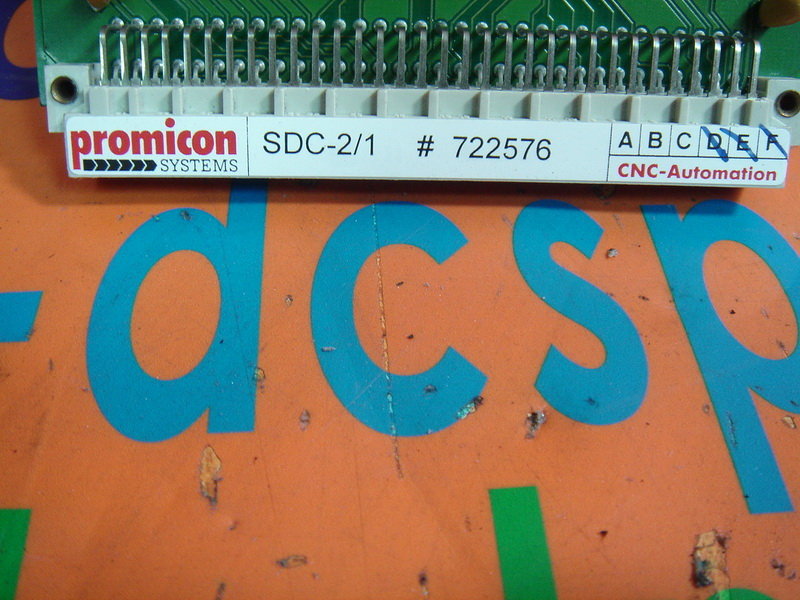 promicon SDC-2/1 # 722576 A B C D E F
SYSTEMS CNC-Automation
-dcsp